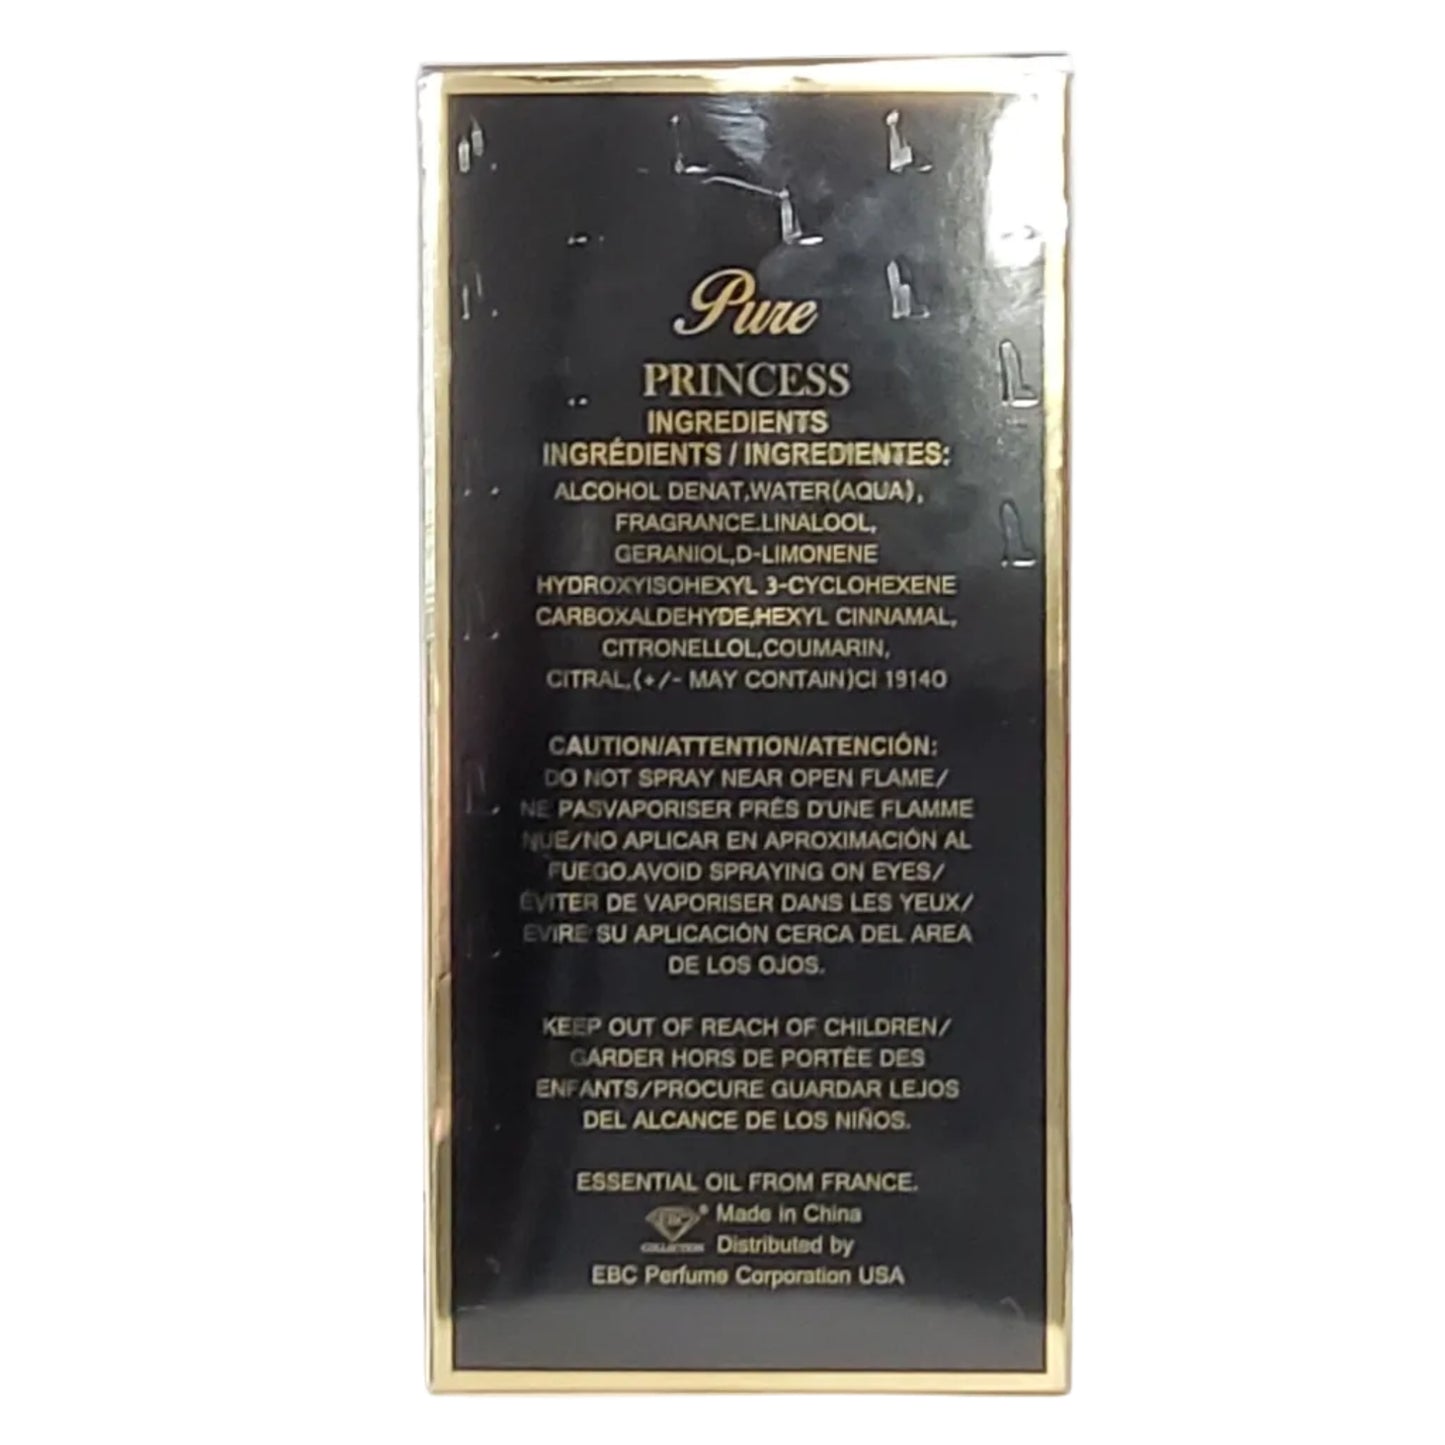 Pure
PRINCESS
INGREDIENTS
INGRÉDIENTS / INGREDIENTES:
ALCOHOL DENAT,WATER(AQUA),
FRAGRANCE.LINALOOL,
GERANIOL,D-LIMONENE
HYDROXYISOHEXYL 3-CYCLOHEXENE
CARBOXALDEHYDE,HEXYL CINNAMAL,
CITRONELLOL,COUMARIN,
CITRAL,(+/- MAY CONTAIN)CI 19140
CAUTION/ATTENTION/ATENCIÓN:
DO NOT SPRAY NEAR OPEN FLAME/
NE PASVAPORISER PRÉS D'UNE FLAMME
NUE/NO APLICAR EN APROXIMACIÓN AL
FUEGO.AVOID SPRAYING ON EYES/
ÉVITER DE VAPORISER DANS LES YEUX/
EVIRE SU APLICACIÓN CERCA DEL AREA
DE LOS OJOS.
KEEP OUT OF REACH OF CHILDREN/
GARDER HORS DE PORTÉE DES
ENFANTS/PROCURE GUARDAR LEJOS
DEL ALCANCE DE LOS NIÑOS.
ESSENTIAL OIL FROM FRANCE.
EBC® Made in China
COLLECTION Distributed by
EBC Perfume Corporation USA